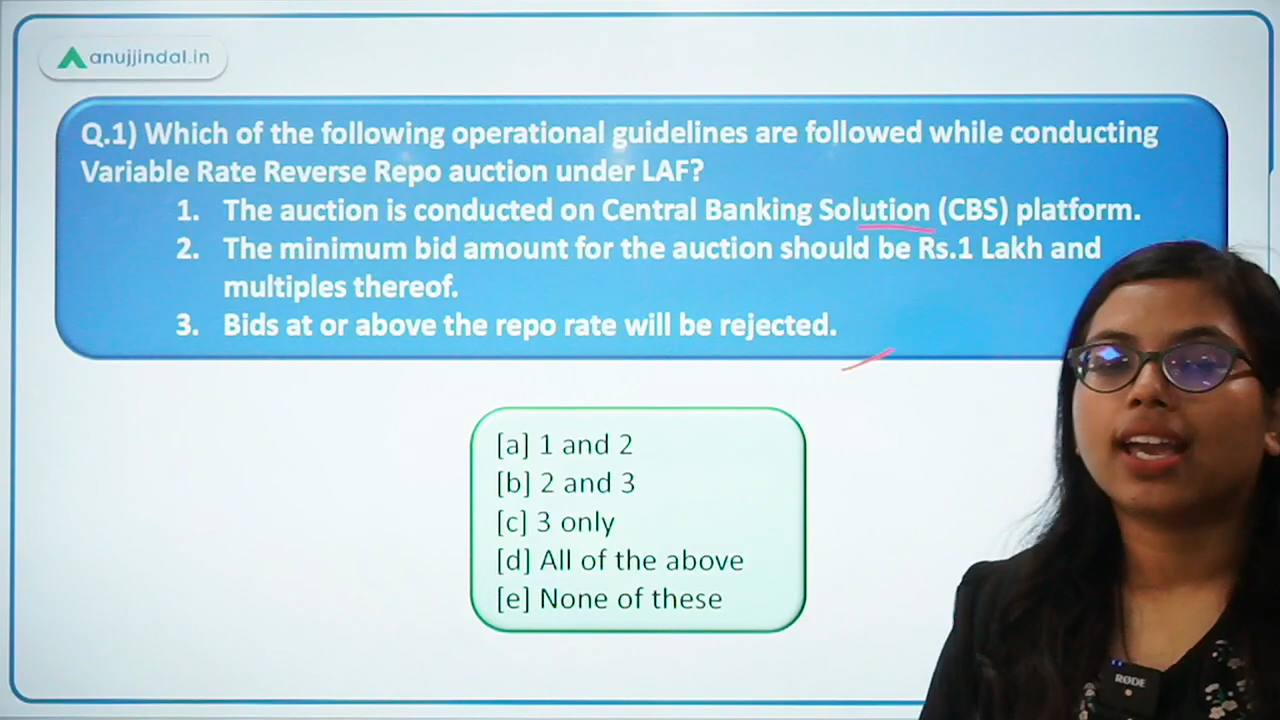 anujjindal.in
Q.1) Which of the following operational guidelines are followed while conducting
Variable Rate Reverse Repo auction under LAF?
1. The auction is conducted on Central Banking Solution (CBS) platform.
2. The minimum bid amount for the auction should be Rs.1 Lakh and
multiples thereof.
3. Bids at or above the repo rate will be rejected.
[a] 1 and 2
[b] 2 and 3
[c] 3 only
[d] All of the above
[e] None of these
RØDE